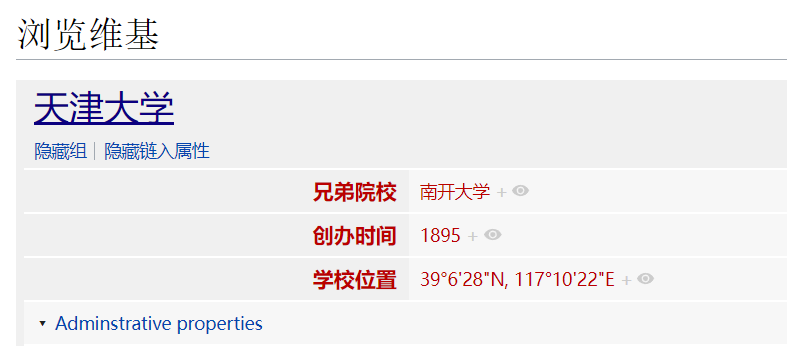 浏览维基
天津大学
隐藏组 | 隐藏链入属性
兄弟院校 南开大学 +
创办时间 1895 +
学校位置 39°6'28"N, 117°10'22"E +
Adminstrative properties